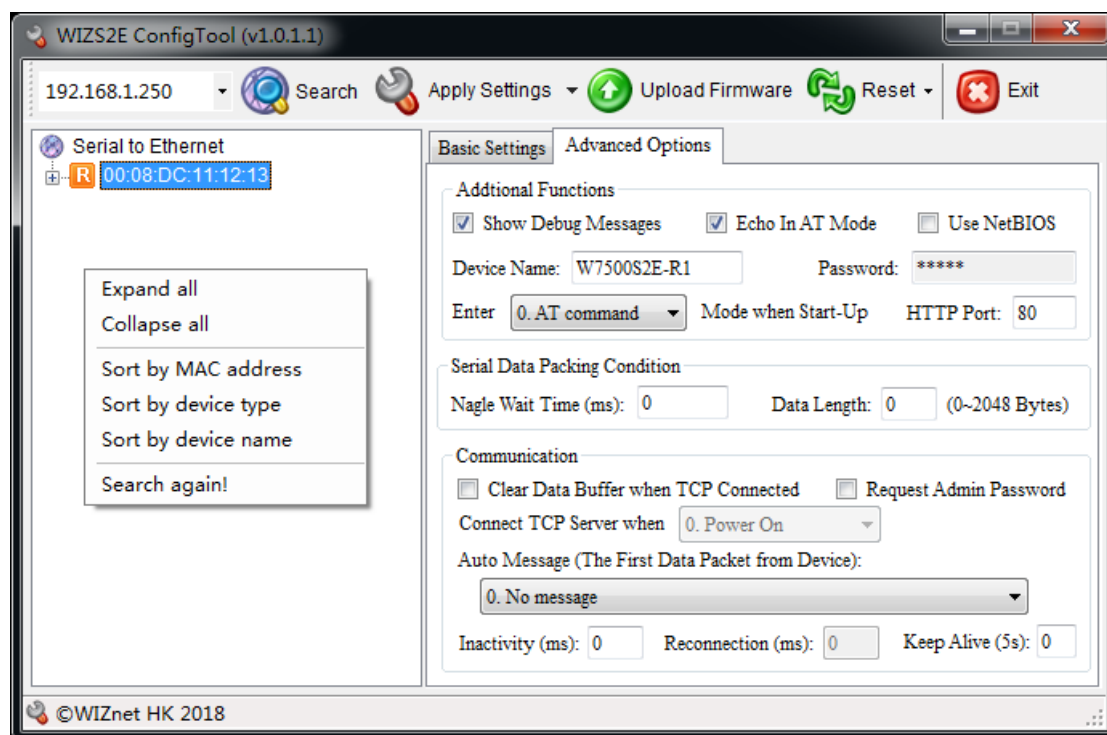 WIZS2E ConfigTool (v1.0.1.1)
192.168.1.250 Search Apply Settings Upload Firmware Reset Exit
Serial to Ethernet
R 00:08:DC:11:12:13
Expand all
Collapse all
Sort by MAC address
Sort by device type
Sort by device name
Search again!
Basic Settings Advanced Options
Addtional Functions
Show Debug Messages Echo In AT Mode Use NetBIOS
Device Name: W7500S2E-R1 Password: *****
Enter 0. AT command Mode when Start-Up HTTP Port: 80
Serial Data Packing Condition
Nagle Wait Time (ms): 0 Data Length: 0 (0~2048 Bytes)
Communication
Clear Data Buffer when TCP Connected Request Admin Password
Connect TCP Server when 0. Power On
Auto Message (The First Data Packet from Device):
0. No message
Inactivity (ms): 0 Reconnection (ms): 0 Keep Alive (5s): 0
©WIZnet HK 2018